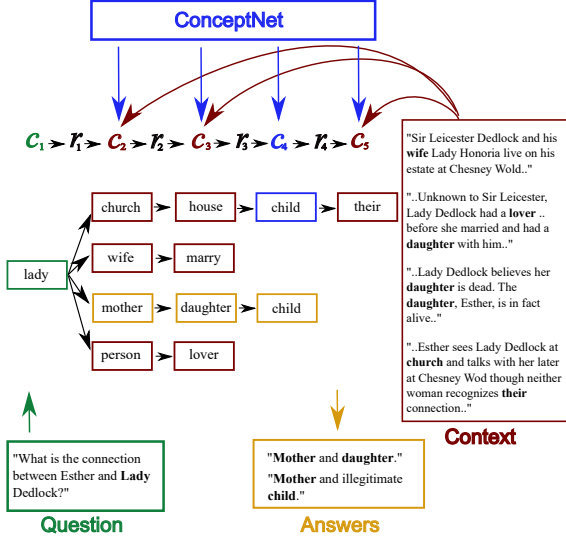 ConceptNet
c1 r1 c2 r2 c3 r3 c4 r4 c5
church house child their
wife marry
lady
mother daughter child
person lover
"Sir Leicester Dedlock and his
wife Lady Honoria live on his
estate at Chesney Wold.."
"..Unknown to Sir Leicester,
Lady Dedlock had a lover ..
before she married and had a
daughter with him.."
"..Lady Dedlock believes her
daughter is dead. The
daughter, Esther, is in fact
alive.."
"..Esther sees Lady Dedlock at
church and talks with her later
at Chesney Wod though neither
woman recognizes their
connection.."
Context
"What is the connection
between Esther and Lady
Dedlock?"
Question
"Mother and daughter."
"Mother and illegitimate
child."
Answers